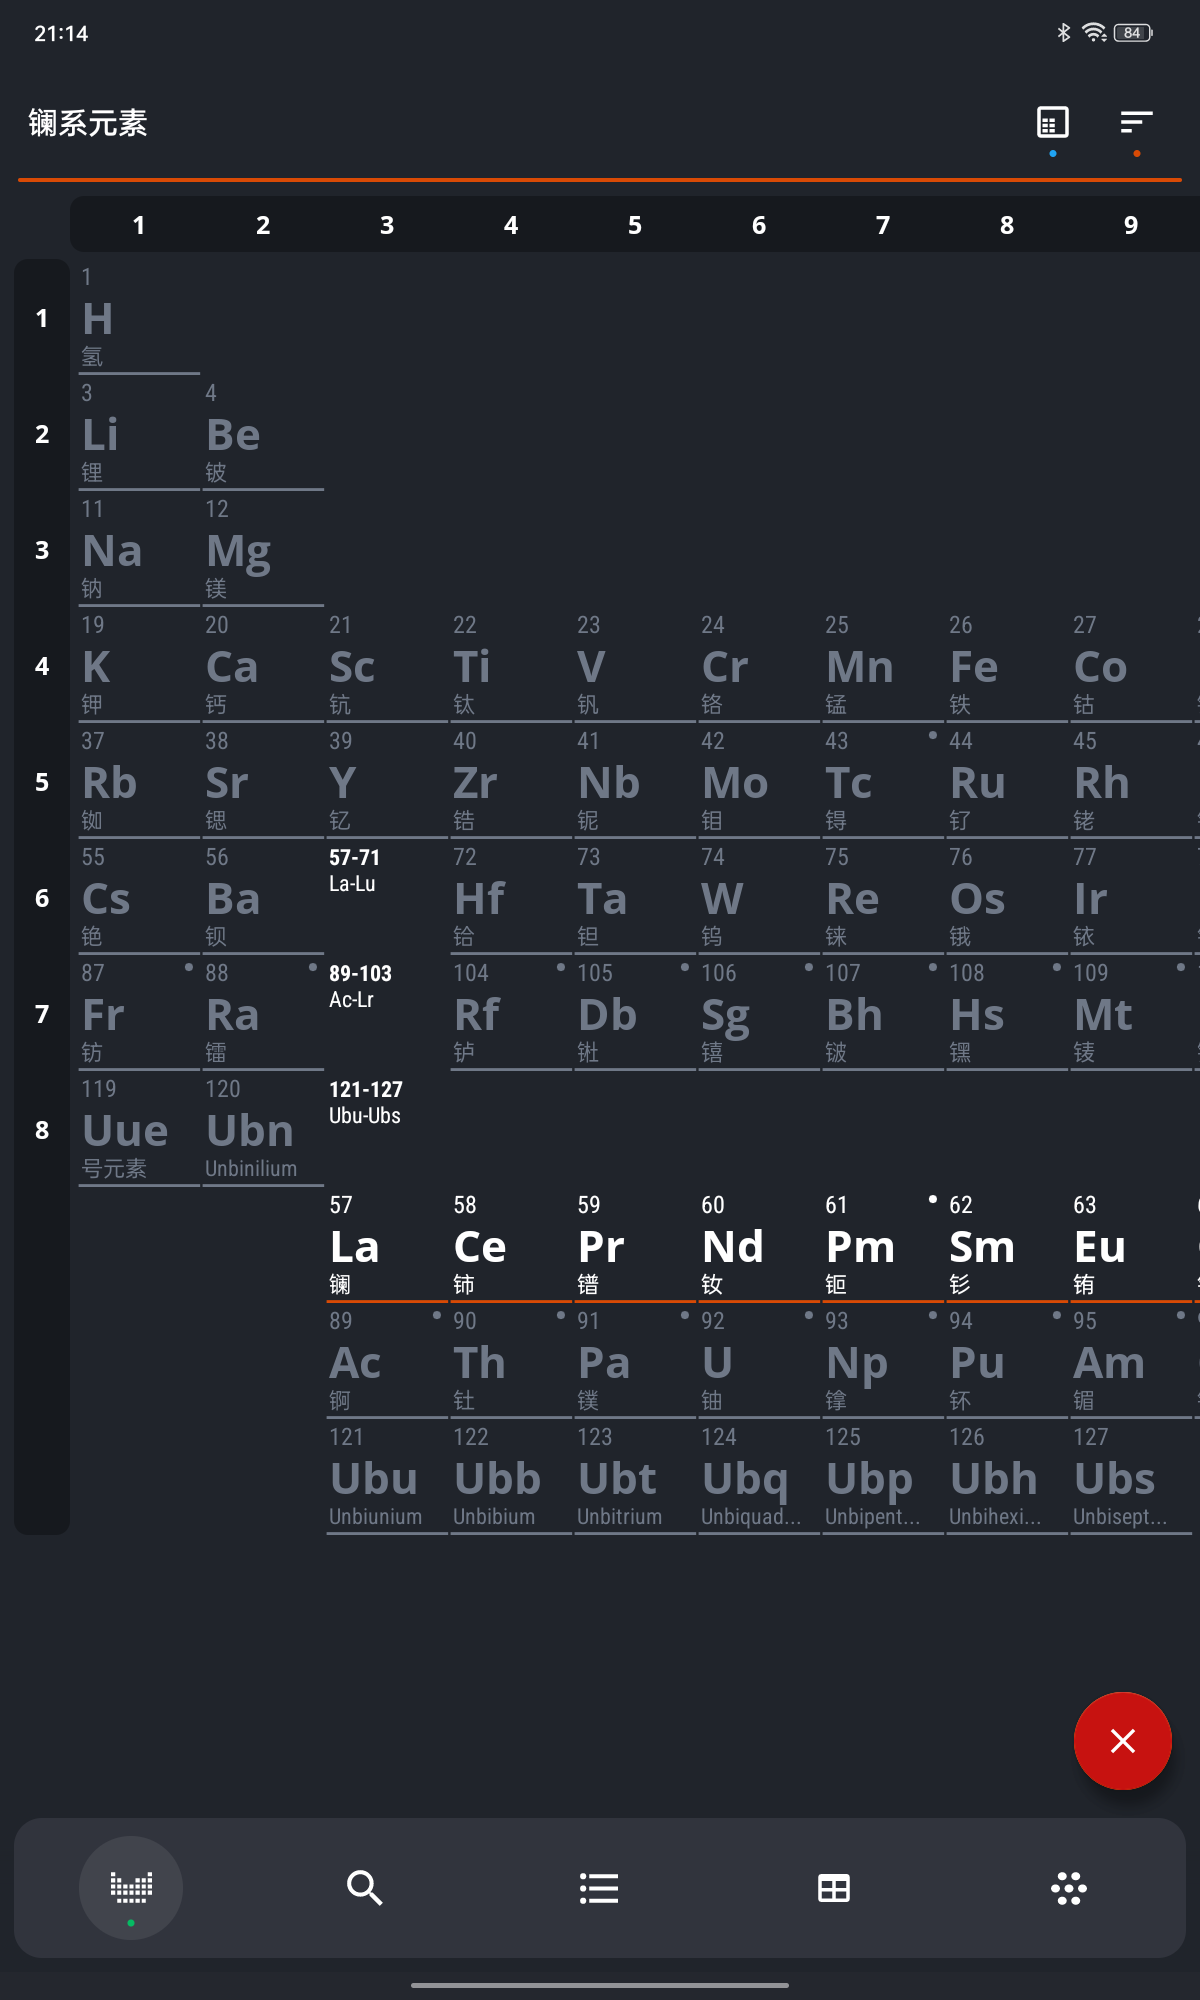 21:14
84
镧系元素
1 2 3 4 5 6 7 8 9
1
1
H
氢
2
3 4
Li Be
锂 铍
3
11 12
Na Mg
钠 镁
4
19 20 21 22 23 24 25 26 27
K Ca Sc Ti V Cr Mn Fe Co
钾 钙 钪 钛 钒 铬 锰 铁 钴
5
37 38 39 40 41 42 43 44 45
Rb Sr Y Zr Nb Mo Tc Ru Rh
铷 锶 钇 锆 铌 钼 锝 钌 铑
6
55 56 57-71 72 73 74 75 76 77
Cs Ba La-Lu Hf Ta W Re Os Ir
铯 钡 铪 钽 钨 铼 锇 铱
7
87 88 89-103 104 105 106 107 108 109
Fr Ra Ac-Lr Rf Db Sg Bh Hs Mt
钫 镭 𬬻 𬭊 𬭳 𬭛 𬭶 鿏
8
119 120 121-127
Uue Ubn Ubu-Ubs
号元素 Unbinilium
57 58 59 60 61 62 63
La Ce Pr Nd Pm Sm Eu
镧 铈 镨 钕 钷 钐 铕
89 90 91 92 93 94 95
Ac Th Pa U Np Pu Am
锕 钍 镤 铀 镎 钚 镅
121 122 123 124 125 126 127
Ubu Ubb Ubt Ubq Ubp Ubh Ubs
Unbiunium Unbibium Unbitrium Unbiquad... Unbipent... Unbihexi... Unbisept...